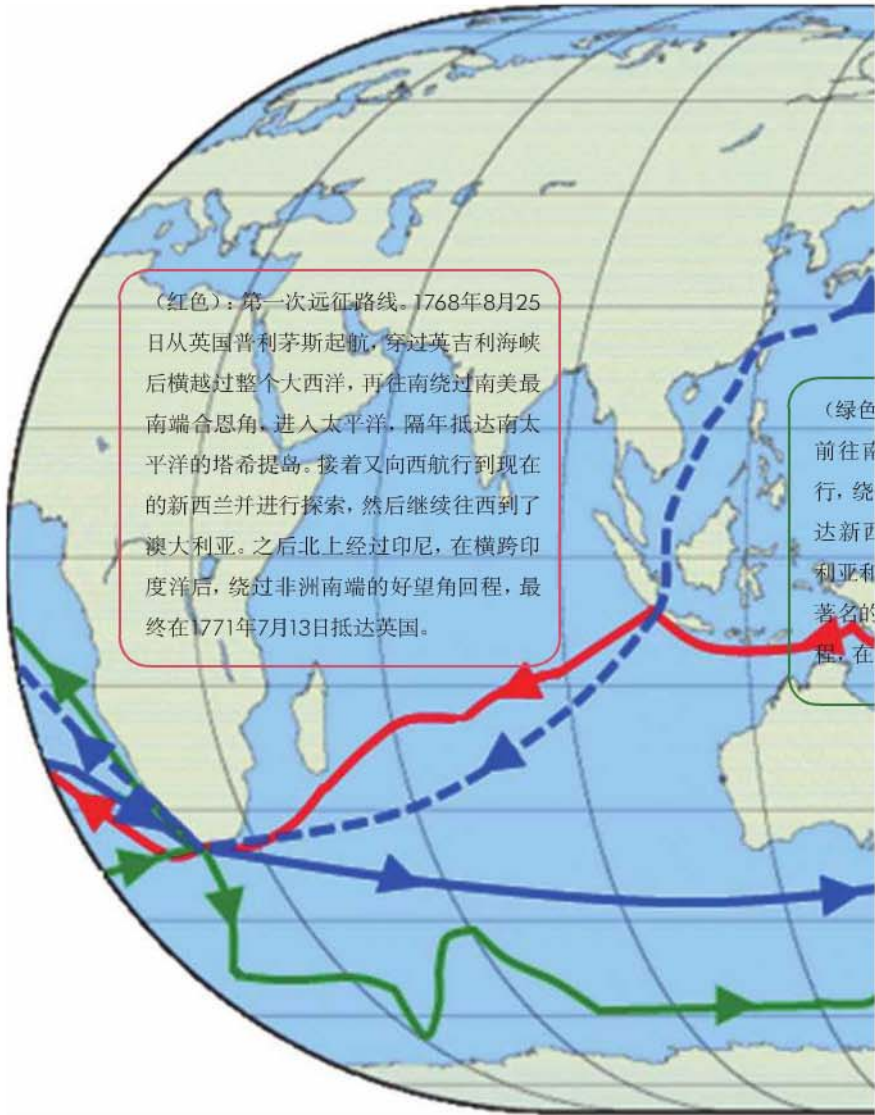 （红色）：第一次远征路线。1768年8月25
日从英国普利茅斯起航，穿过英吉利海峡
后横越过整个大西洋，再往南绕过南美最
南端合恩角，进入太平洋，隔年抵达南太
平洋的塔希提岛。接着又向西航行到现在
的新西兰并进行探索，然后继续往西到了
澳大利亚。之后北上经过印尼，在横跨印
度洋后，绕过非洲南端的好望角回程，最
终在1771年7月13日抵达英国。
（绿色
前往南
行，绕
达新西
利亚和
著名的
程，在